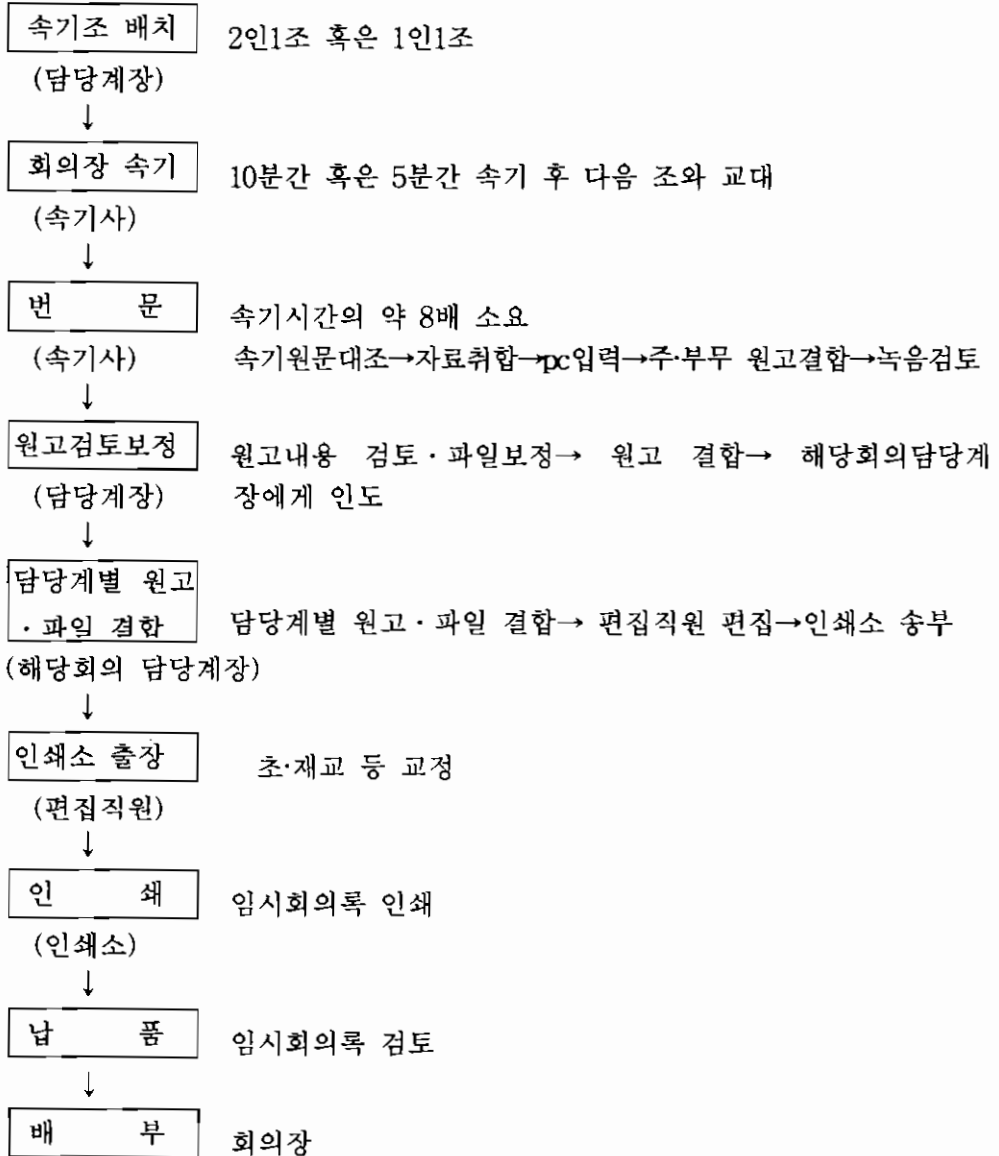 속기조 배치 2인1조 혹은 1인1조
(담당계장)
↓
회의장 속기 10분간 혹은 5분간 속기 후 다음 조와 교대
(속기사)
↓
번 문 속기시간의 약 8배 소요
(속기사) 속기원문대조→자료취합→pc입력→주·부무 원고결합→녹음검토
↓
원고검토보정 원고내용 검토·파일보정→ 원고 결합→ 해당회의담당계
(담당계장) 장에게 인도
↓
담당계별 원고
·파일 결합 담당계별 원고·파일 결합→ 편집직원 편집→인쇄소 송부
(해당회의 담당계장)
↓
인쇄소 출장 초·재교 등 교정
(편집직원)
↓
인 쇄 임시회의록 인쇄
(인쇄소)
↓
납 품 임시회의록 검토
↓
배 부 회의장